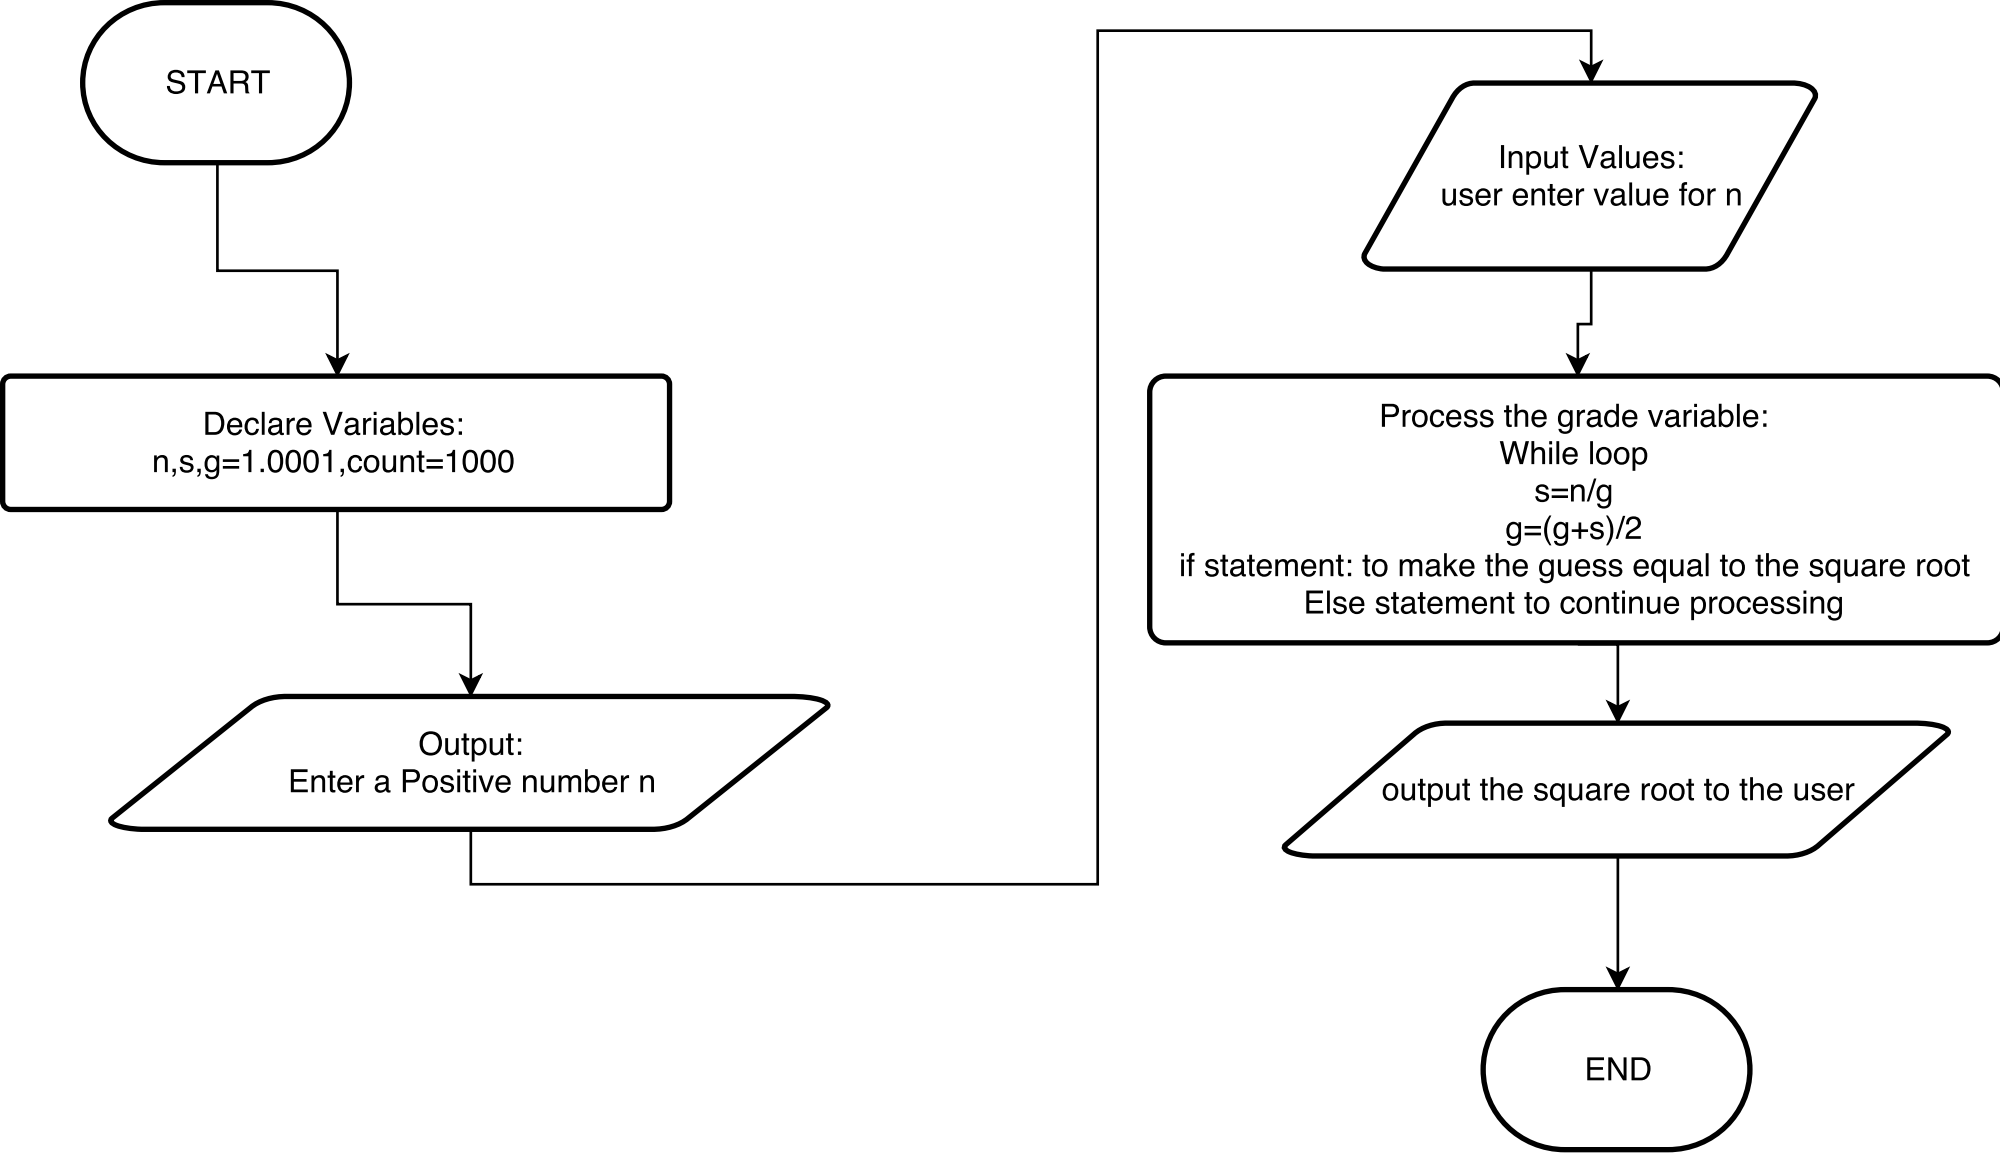 START
Declare Variables:
n,s,g=1.0001,count=1000
Output:
Enter a Positive number n
Input Values:
user enter value for n
Process the grade variable:
While loop
s=n/g
g=(g+s)/2
if statement: to make the guess equal to the square root
Else statement to continue processing
output the square root to the user
END